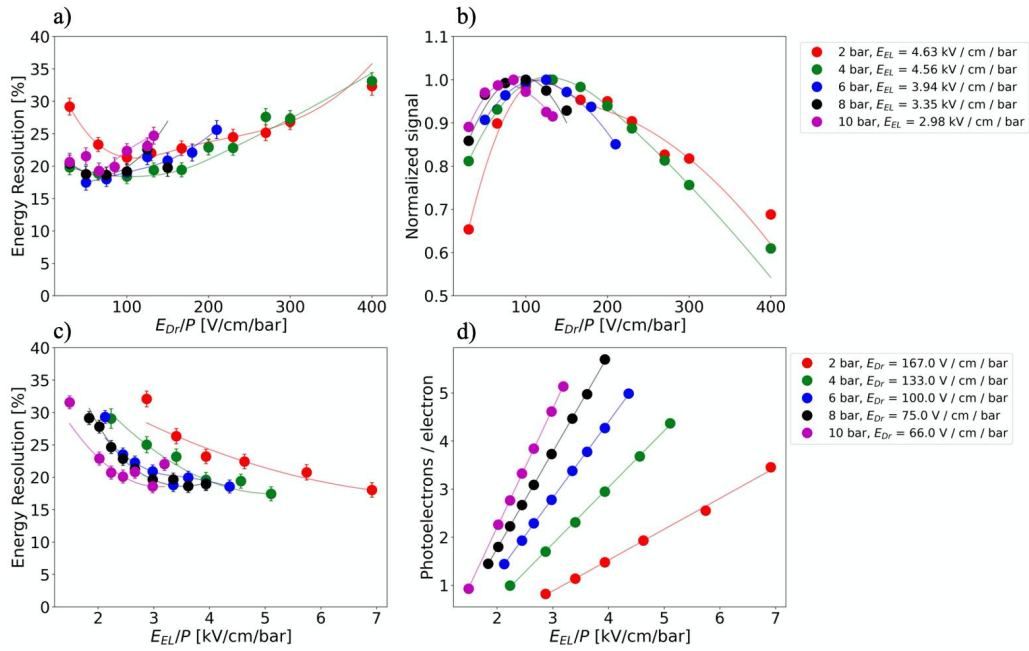 a)
40
35
30
25
20
15
10
5
0
Energy Resolution [%]
100
200
300
400
E_Dr/P [V/cm/bar]
b)
1.1
1.0
0.9
0.8
0.7
0.6
0.5
Normalized signal
0
100
200
300
400
E_Dr/P [V/cm/bar]
2 bar, E_EL = 4.63 kV / cm / bar
4 bar, E_EL = 4.56 kV / cm / bar
6 bar, E_EL = 3.94 kV / cm / bar
8 bar, E_EL = 3.35 kV / cm / bar
10 bar, E_EL = 2.98 kV / cm / bar
c)
40
35
30
25
20
15
10
5
0
Energy Resolution [%]
2
3
4
5
6
7
E_EL/P [kV/cm/bar]
d)
5
4
3
2
1
Photoelectrons / electron
2
3
4
5
6
7
E_EL/P [kV/cm/bar]
2 bar, E_Dr = 167.0 V / cm / bar
4 bar, E_Dr = 133.0 V / cm / bar
6 bar, E_Dr = 100.0 V / cm / bar
8 bar, E_Dr = 75.0 V / cm / bar
10 bar, E_Dr = 66.0 V / cm / bar